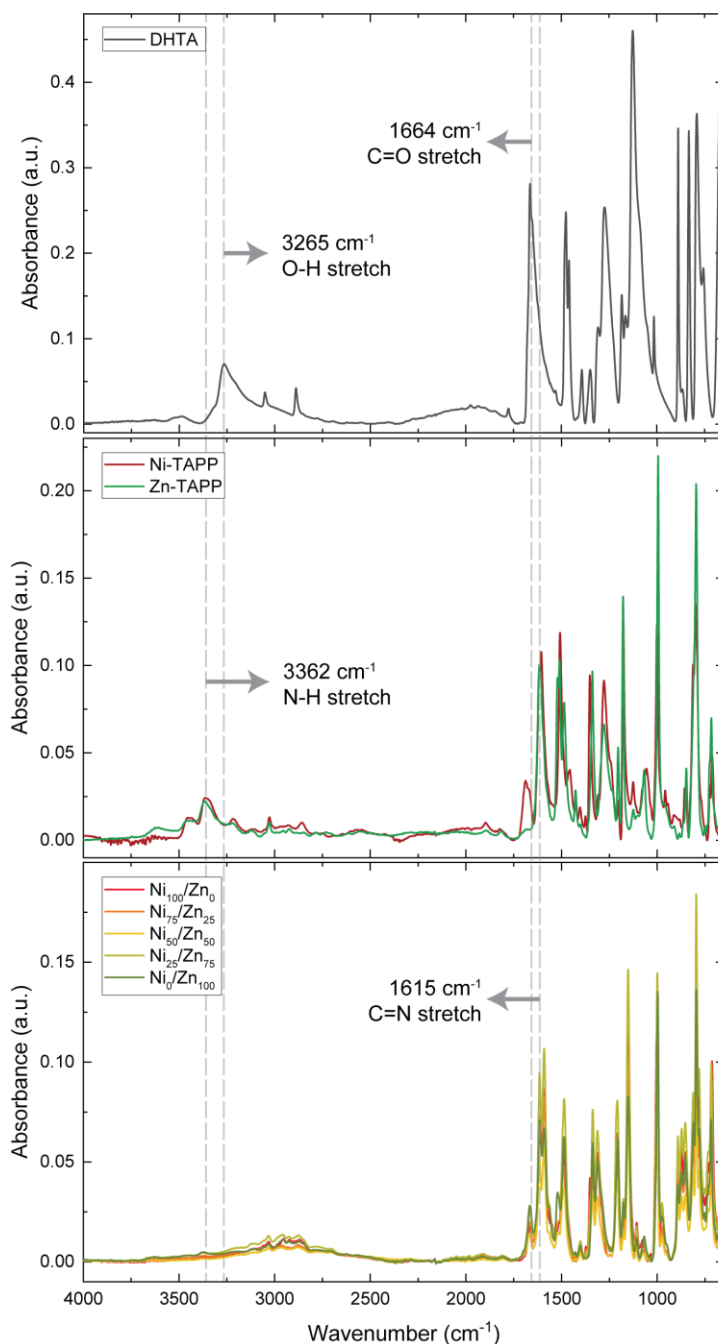 DHTA
0.4
1664 cm⁻¹
C=O stretch
0.3
Absorbance (a.u.)
3265 cm⁻¹
O-H stretch
0.2
0.1
0.0
Ni-TAPP
Zn-TAPP
0.20
0.15
Absorbance (a.u.)
3362 cm⁻¹
N-H stretch
0.10
0.05
0.00
Ni₁₀₀/Zn₀
Ni₇₅/Zn₂₅
Ni₅₀/Zn₅₀
Ni₂₅/Zn₇₅
Ni₀/Zn₁₀₀
0.15
1615 cm⁻¹
C=N stretch
Absorbance (a.u.)
0.10
0.05
0.00
4000 3500 3000 2500 2000 1500 1000
Wavenumber (cm⁻¹)